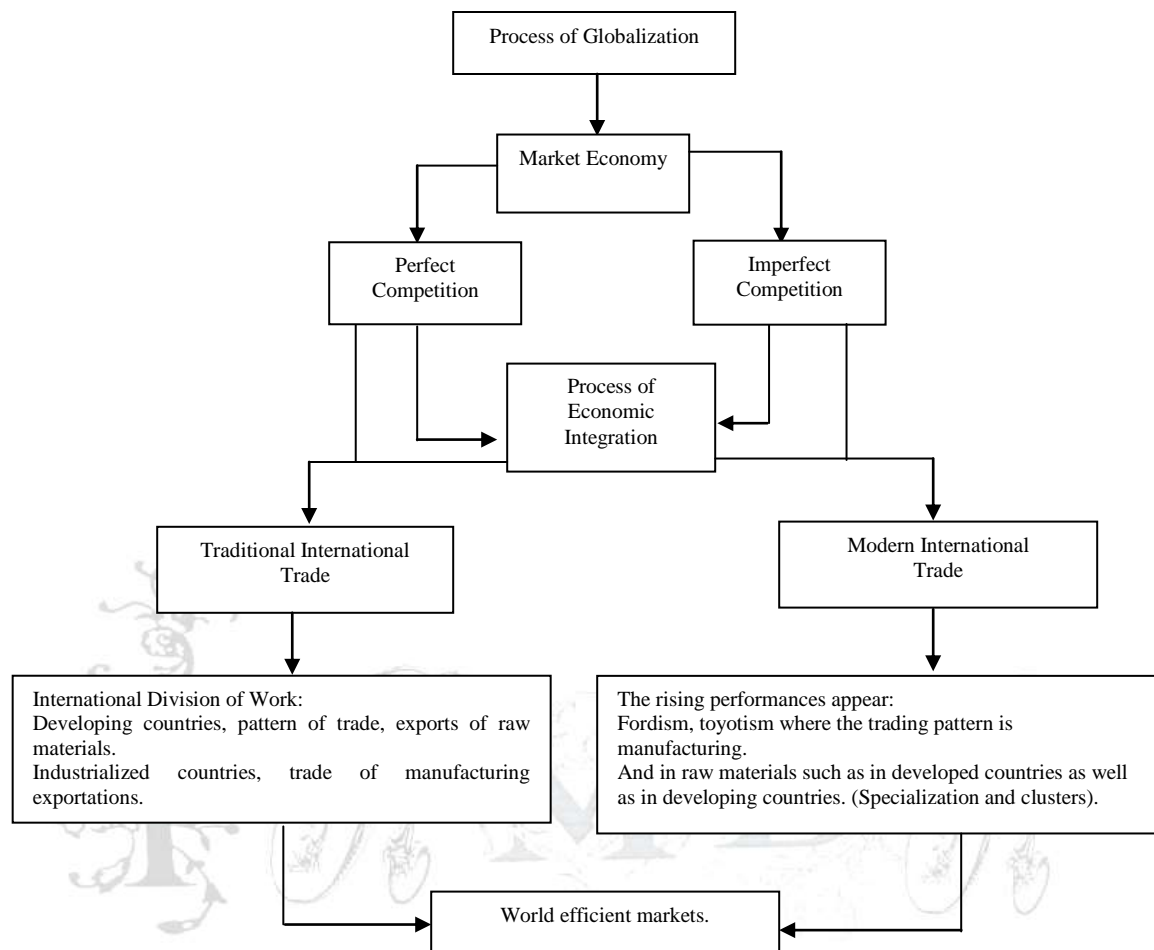 Process of Globalization
Market Economy
Perfect
Competition
Imperfect
Competition
Process of
Economic
Integration
Traditional International
Trade
Modern International
Trade
International Division of Work:
Developing countries, pattern of trade, exports of raw
materials.
Industrialized countries, trade of manufacturing
exportations.
The rising performances appear:
Fordism, toyotism where the trading pattern is
manufacturing.
And in raw materials such as in developed countries as well
as in developing countries. (Specialization and clusters).
World efficient markets.